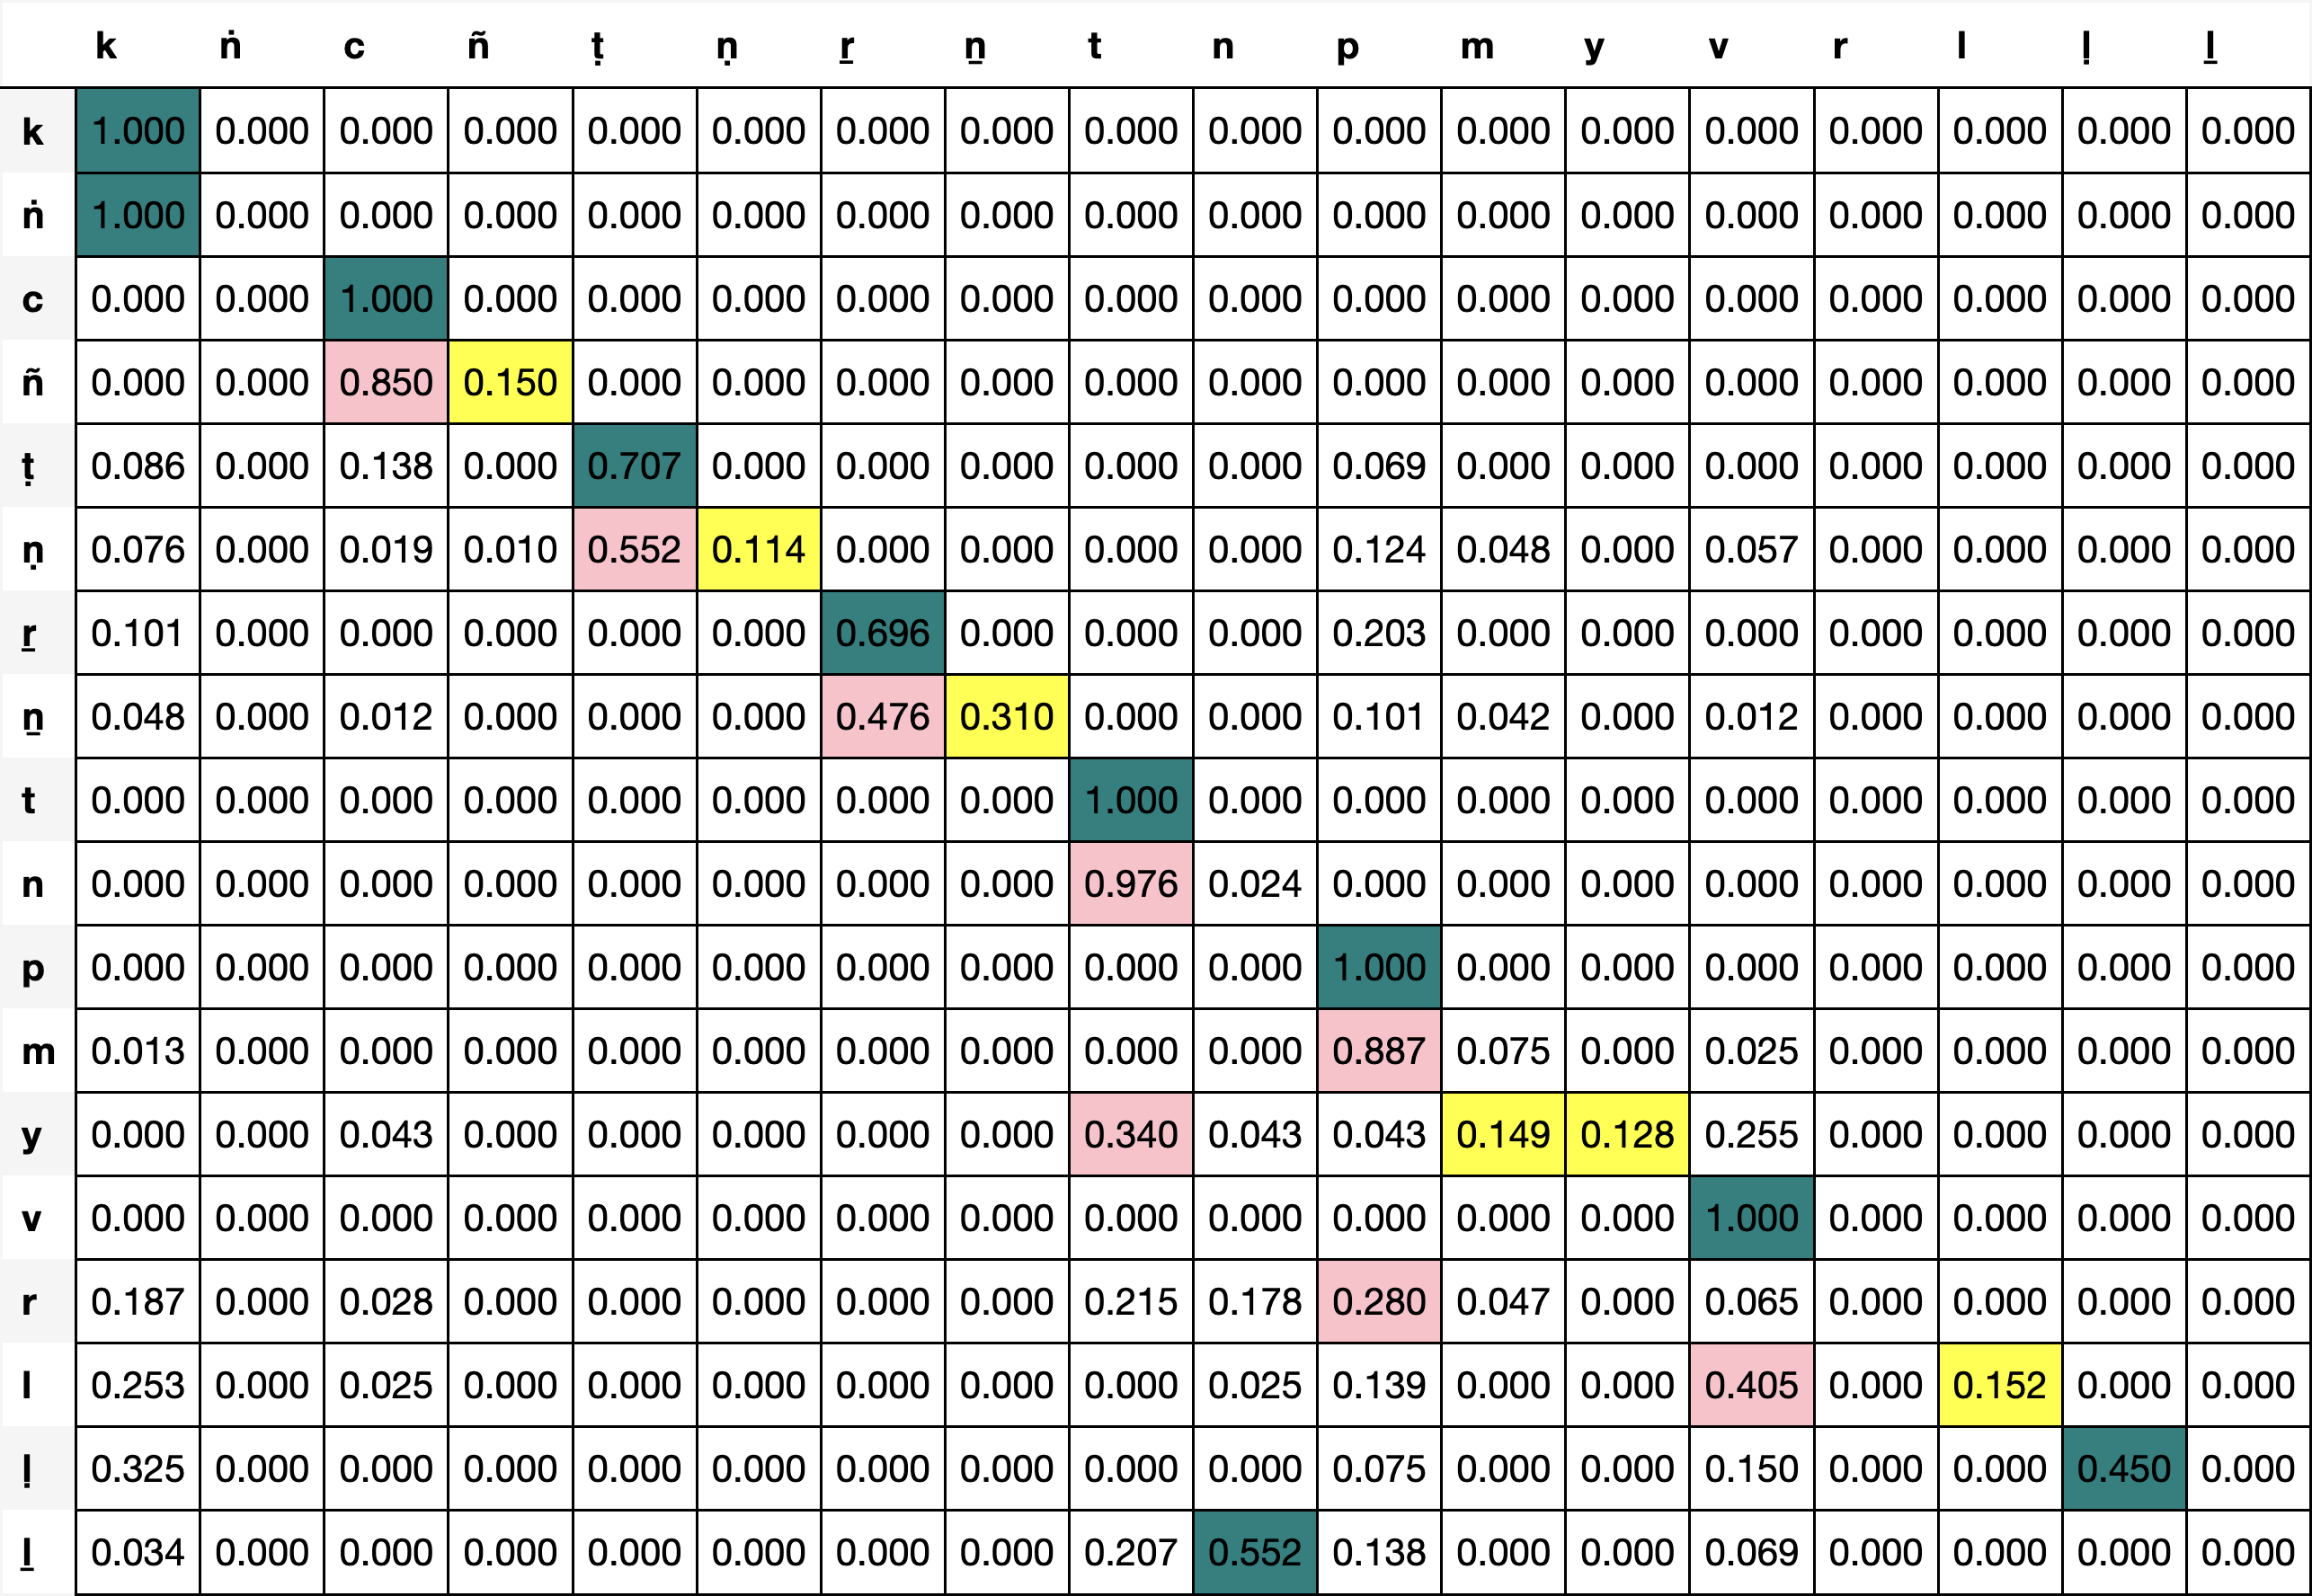 k ṅ c ñ ṭ ṇ ṟ ṉ t n p m y v r l ḷ ḻ
k 1.000 0.000 0.000 0.000 0.000 0.000 0.000 0.000 0.000 0.000 0.000 0.000 0.000 0.000 0.000 0.000 0.000 0.000
ṅ 1.000 0.000 0.000 0.000 0.000 0.000 0.000 0.000 0.000 0.000 0.000 0.000 0.000 0.000 0.000 0.000 0.000 0.000
c 0.000 0.000 1.000 0.000 0.000 0.000 0.000 0.000 0.000 0.000 0.000 0.000 0.000 0.000 0.000 0.000 0.000 0.000
ñ 0.000 0.000 0.850 0.150 0.000 0.000 0.000 0.000 0.000 0.000 0.000 0.000 0.000 0.000 0.000 0.000 0.000 0.000
ṭ 0.086 0.000 0.138 0.000 0.707 0.000 0.000 0.000 0.000 0.000 0.069 0.000 0.000 0.000 0.000 0.000 0.000 0.000
ṇ 0.076 0.000 0.019 0.010 0.552 0.114 0.000 0.000 0.000 0.000 0.124 0.048 0.000 0.057 0.000 0.000 0.000 0.000
ṟ 0.101 0.000 0.000 0.000 0.000 0.000 0.696 0.000 0.000 0.000 0.203 0.000 0.000 0.000 0.000 0.000 0.000 0.000
ṉ 0.048 0.000 0.012 0.000 0.000 0.000 0.476 0.310 0.000 0.000 0.101 0.042 0.000 0.012 0.000 0.000 0.000 0.000
t 0.000 0.000 0.000 0.000 0.000 0.000 0.000 0.000 1.000 0.000 0.000 0.000 0.000 0.000 0.000 0.000 0.000 0.000
n 0.000 0.000 0.000 0.000 0.000 0.000 0.000 0.000 0.976 0.024 0.000 0.000 0.000 0.000 0.000 0.000 0.000 0.000
p 0.000 0.000 0.000 0.000 0.000 0.000 0.000 0.000 0.000 0.000 1.000 0.000 0.000 0.000 0.000 0.000 0.000 0.000
m 0.013 0.000 0.000 0.000 0.000 0.000 0.000 0.000 0.000 0.000 0.887 0.075 0.000 0.025 0.000 0.000 0.000 0.000
y 0.000 0.000 0.043 0.000 0.000 0.000 0.000 0.000 0.340 0.043 0.043 0.149 0.128 0.255 0.000 0.000 0.000 0.000
v 0.000 0.000 0.000 0.000 0.000 0.000 0.000 0.000 0.000 0.000 0.000 0.000 0.000 1.000 0.000 0.000 0.000 0.000
r 0.187 0.000 0.028 0.000 0.000 0.000 0.000 0.000 0.215 0.178 0.280 0.047 0.000 0.065 0.000 0.000 0.000 0.000
l 0.253 0.000 0.025 0.000 0.000 0.000 0.000 0.000 0.000 0.025 0.139 0.000 0.000 0.405 0.000 0.152 0.000 0.000
ḷ 0.325 0.000 0.000 0.000 0.000 0.000 0.000 0.000 0.000 0.000 0.075 0.000 0.000 0.150 0.000 0.000 0.450 0.000
ḻ 0.034 0.000 0.000 0.000 0.000 0.000 0.000 0.000 0.207 0.552 0.138 0.000 0.000 0.069 0.000 0.000 0.000 0.000